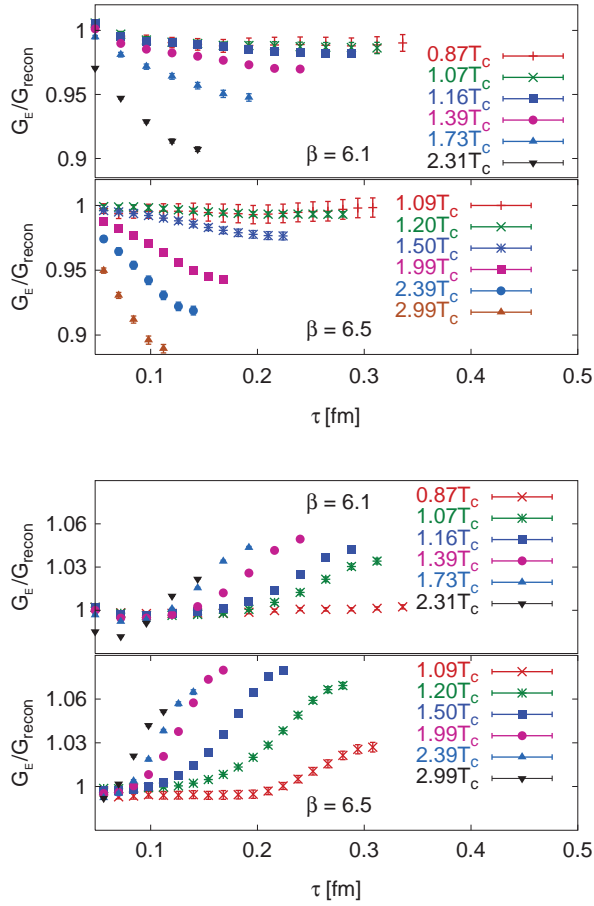 G_E/G_recon
1
0.95
0.9
β = 6.1
0.87T_c
1.07T_c
1.16T_c
1.39T_c
1.73T_c
2.31T_c
G_E/G_recon
1
0.95
0.9
β = 6.5
1.09T_c
1.20T_c
1.50T_c
1.99T_c
2.39T_c
2.99T_c
0.1 0.2 0.3 0.4 0.5
τ [fm]
G_E/G_recon
1.06
1.03
1
β = 6.1
0.87T_c
1.07T_c
1.16T_c
1.39T_c
1.73T_c
2.31T_c
G_E/G_recon
1.06
1.03
1
β = 6.5
1.09T_c
1.20T_c
1.50T_c
1.99T_c
2.39T_c
2.99T_c
0.1 0.2 0.3 0.4 0.5
τ [fm]